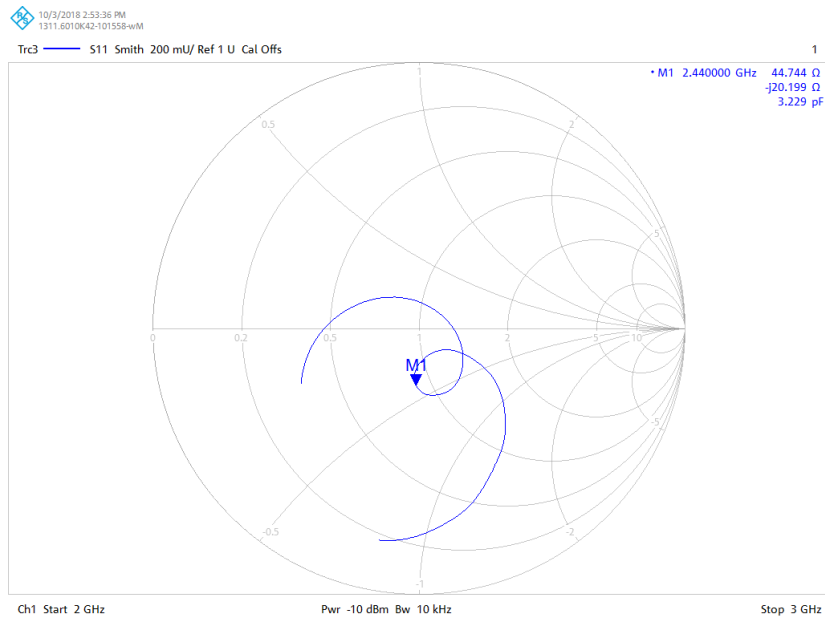 10/3/2018 2:53:36 PM
1311.6010K42-101558-wM
Trc3 S11 Smith 200 mU/ Ref 1 U Cal Offs 1
• M1 2.440000 GHz 44.744 Ω
-j20.199 Ω
3.229 pF
1
0.5 2
5
0 0.2 0.5 1 2 5 10
M1
-5
-0.5 -2
-1
Ch1 Start 2 GHz Pwr -10 dBm Bw 10 kHz Stop 3 GHz